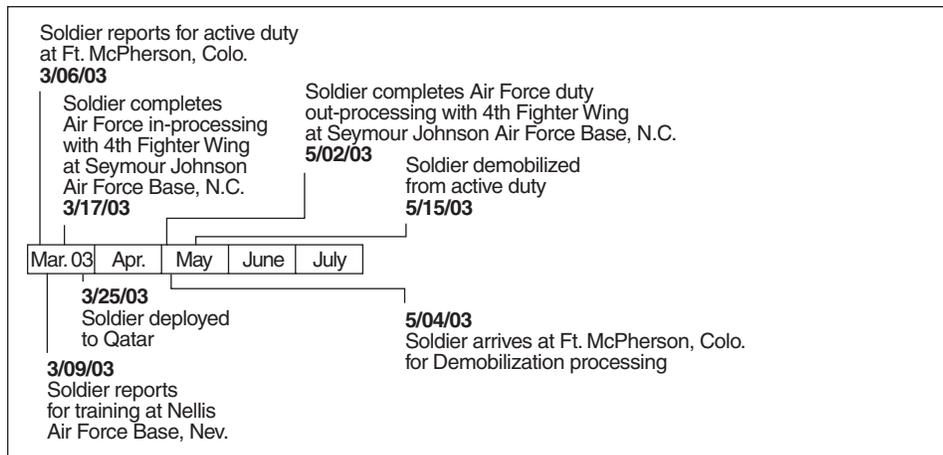 Soldier reports for active duty
at Ft. McPherson, Colo.
3/06/03
Soldier completes
Air Force in-processing
with 4th Fighter Wing
at Seymour Johnson
Air Force Base, N.C.
3/17/03
Soldier completes Air Force duty
out-processing with 4th Fighter Wing
at Seymour Johnson Air Force Base, N.C.
5/02/03
Soldier demobilized
from active duty
5/15/03
Mar. 03 Apr. May June July
3/25/03
Soldier deployed
to Qatar
5/04/03
Soldier arrives at Ft. McPherson, Colo.
for Demobilization processing
3/09/03
Soldier reports
for training at Nellis
Air Force Base, Nev.